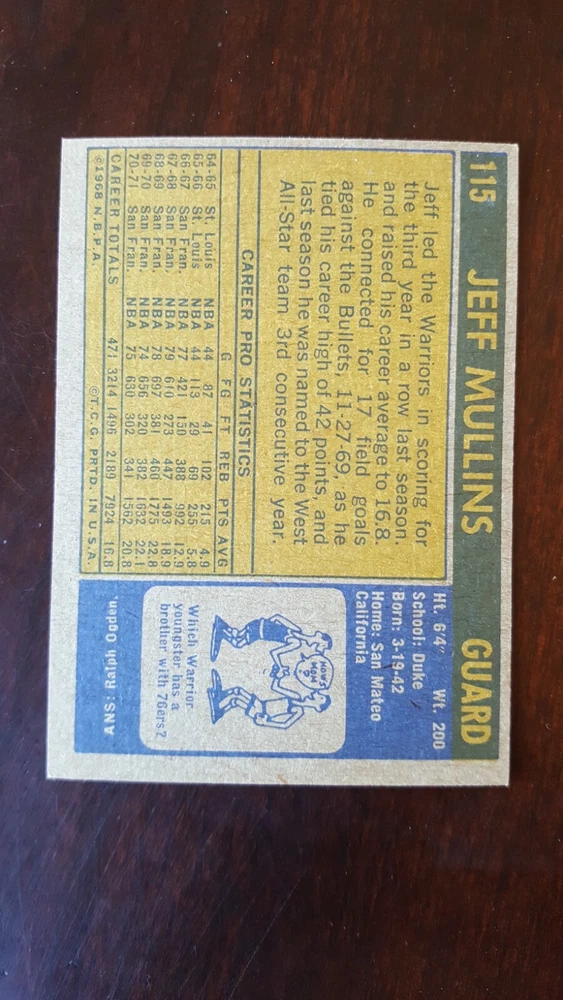 115 JEFF MULLINS GUARD
Jeff led the Warriors in scoring for
the third year in a row last season.
and raised his career average to 16.8
He connected for 17 field goals
against the Bullets, 11-27-69, as he
tied his career high of 42 points, and
last season he was named to the West
All-Star team 3rd consecutive year.
CAREER PRO STATISTICS
G FG FT REB PTS AVG
64-65 St. Louis NBA 44 87 41 102 215 4.9
65-66 St. Louis NBA 44 113 29 69 255 5.8
66-67 San Fran. NBA 77 421 150 388 992 12.9
67-68 San Fran. NBA 79 610 273 447 1493 18.9
68-69 San Fran. NBA 78 697 381 460 1775 22.8
69-70 San Fran. NBA 74 656 320 382 1632 22.1
70-71 San Fran. NBA 75 630 302 341 1562 20.8
CAREER TOTALS 471 3214 1496 2189 7924 16.8
©1968 N.B.P.A. ©T.C.G. PRTD. IN U.S.A.
Ht. 6'4" Wt. 200
School: Duke
Born: 3-19-42
Home: San Mateo
California
HOW'S
MOM
?
Which Warrior
youngster has a
brother with 76ers?
ANS: Ralph Ogden